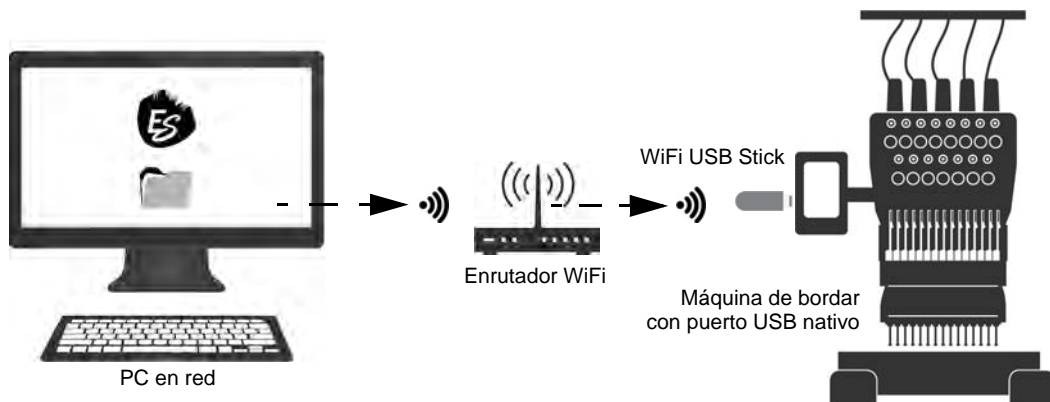 ES
WiFi USB Stick
Enrutador WiFi
Máquina de bordar
con puerto USB nativo
PC en red